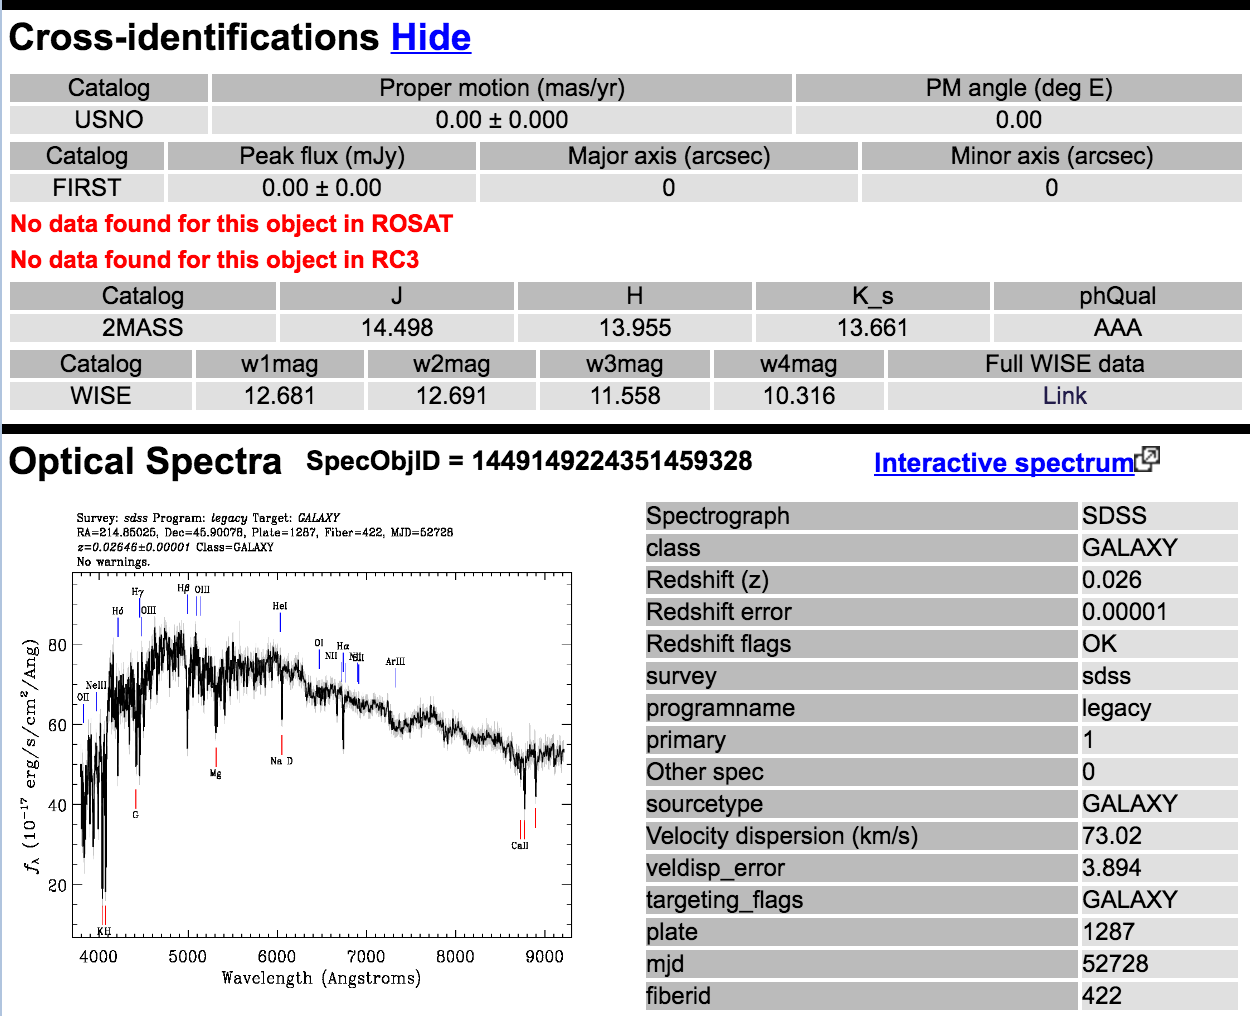 Cross-identifications Hide
Catalog Proper motion (mas/yr) PM angle (deg E)
USNO 0.00 ± 0.000 0.00
Catalog Peak flux (mJy) Major axis (arcsec) Minor axis (arcsec)
FIRST 0.00 ± 0.00 0 0
No data found for this object in ROSAT
No data found for this object in RC3
Catalog J H K_s phQual
2MASS 14.498 13.955 13.661 AAA
Catalog w1mag w2mag w3mag w4mag Full WISE data
WISE 12.681 12.691 11.558 10.316 Link
Optical Spectra SpecObjID = 1449149224351459328 Interactive spectrum
Survey: sdss Program: legacy Target: GALAXY
RA=214.85025, Dec=45.90078, Plate=1287, Fiber=422, MJD=52728
z=0.02646±0.00001 Class=GALAXY
No warnings.
Hδ Hγ OIII Hβ OIII HeI
OI NII Hα ArIII
OII NeIII
G Mg Na D CaII
K H
80
60
40
20
fλ (10⁻¹⁷ erg/s/cm²/Ang)
4000 5000 6000 7000 8000 9000
Wavelength (Angstroms)
Spectrograph SDSS
class GALAXY
Redshift (z) 0.026
Redshift error 0.00001
Redshift flags OK
survey sdss
programname legacy
primary 1
Other spec 0
sourcetype GALAXY
Velocity dispersion (km/s) 73.02
veldisp_error 3.894
targeting_flags GALAXY
plate 1287
mjd 52728
fiberid 422